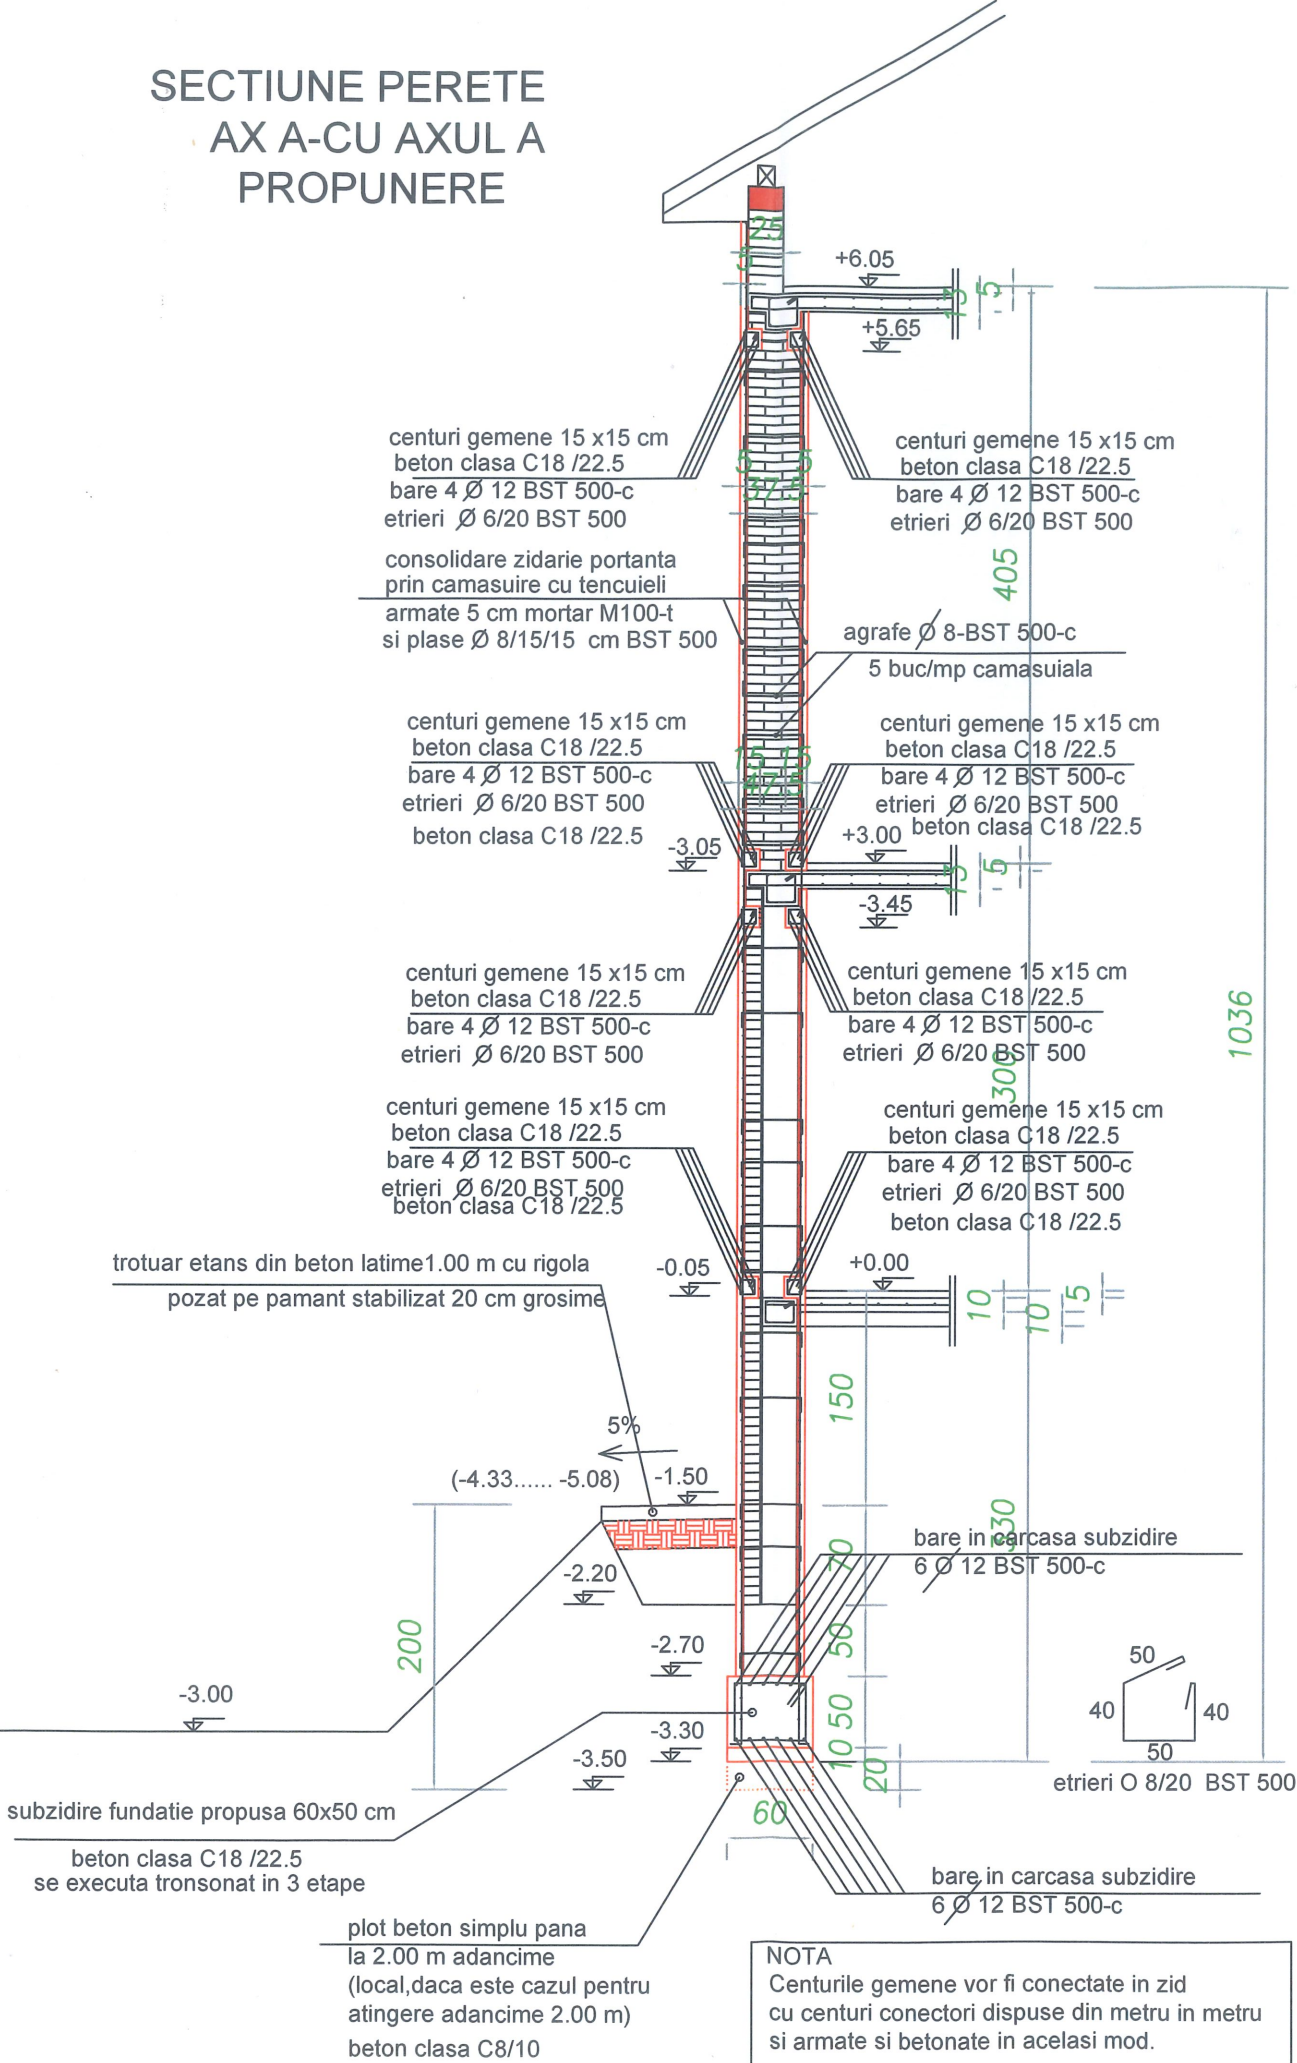 SECTIUNE PERETE
AX A-CU AXUL A
PROPUNERE
25
5
+6.05
13
5
+5.65
centuri gemene 15 x15 cm
beton clasa C18 /22.5
bare 4 Ø 12 BST 500-c
etrieri Ø 6/20 BST 500
centuri gemene 15 x15 cm
beton clasa C18 /22.5
bare 4 Ø 12 BST 500-c
etrieri Ø 6/20 BST 500
5 5
37.5
405
consolidare zidarie portanta
prin camasuire cu tencuieli
armate 5 cm mortar M100-t
si plase Ø 8/15/15 cm BST 500
agrafe Ø 8-BST 500-c
5 buc/mp camasuiala
centuri gemene 15 x15 cm
beton clasa C18 /22.5
bare 4 Ø 12 BST 500-c
etrieri Ø 6/20 BST 500
beton clasa C18 /22.5
15 15
47.5
centuri gemene 15 x15 cm
beton clasa C18 /22.5
bare 4 Ø 12 BST 500-c
etrieri Ø 6/20 BST 500
beton clasa C18 /22.5
-3.05
+3.00
13
5
-3.45
centuri gemene 15 x15 cm
beton clasa C18 /22.5
bare 4 Ø 12 BST 500-c
etrieri Ø 6/20 BST 500
centuri gemene 15 x15 cm
beton clasa C18 /22.5
bare 4 Ø 12 BST 500-c
etrieri Ø 6/20 BST 500
300
1036
centuri gemene 15 x15 cm
beton clasa C18 /22.5
bare 4 Ø 12 BST 500-c
etrieri Ø 6/20 BST 500
beton clasa C18 /22.5
centuri gemene 15 x15 cm
beton clasa C18 /22.5
bare 4 Ø 12 BST 500-c
etrieri Ø 6/20 BST 500
beton clasa C18 /22.5
trotuar etans din beton latime1.00 m cu rigola
pozat pe pamant stabilizat 20 cm grosime
-0.05
+0.00
10
10
5
150
5%
(-4.33...... -5.08)
-1.50
330
bare in carcasa subzidire
6 Ø 12 BST 500-c
70
-2.20
200
50
-2.70
-3.00
50
40
40
50
etrieri O 8/20 BST 500
10 50
-3.30
-3.50
20
60
subzidire fundatie propusa 60x50 cm
beton clasa C18 /22.5
se executa tronsonat in 3 etape
bare in carcasa subzidire
6 Ø 12 BST 500-c
plot beton simplu pana
la 2.00 m adancime
(local,daca este cazul pentru
atingere adancime 2.00 m)
beton clasa C8/10
NOTA
Centurile gemene vor fi conectate in zid
cu centuri conectori dispuse din metru in metru
si armate si betonate in acelasi mod.